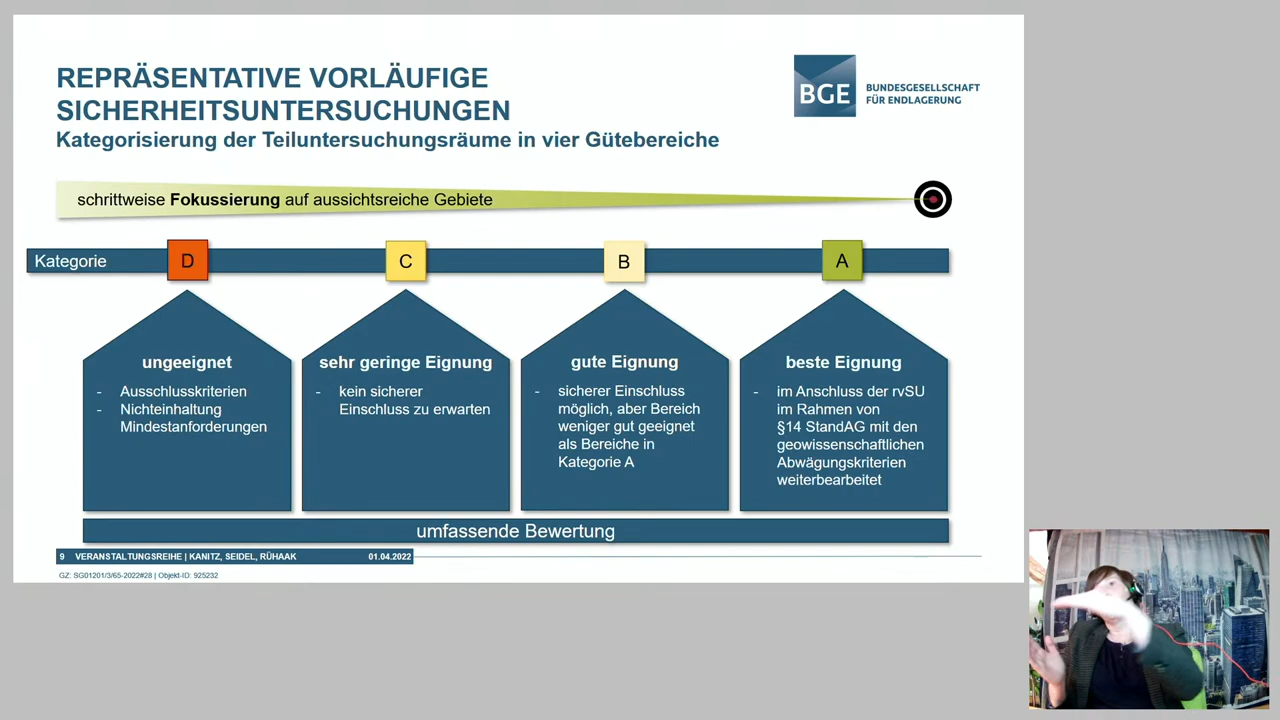 REPRÄSENTATIVE VORLÄUFIGE
SICHERHEITSUNTERSUCHUNGEN
Kategorisierung der Teiluntersuchungsräume in vier Gütebereiche
BGE
BUNDESGESELLSCHAFT
FÜR ENDLAGERUNG
schrittweise Fokussierung auf aussichtsreiche Gebiete
Kategorie
D
C
B
A
ungeeignet
- Ausschlusskriterien
- Nichteinhaltung
Mindestanforderungen
sehr geringe Eignung
- kein sicherer
Einschluss zu erwarten
gute Eignung
- sicherer Einschluss
möglich, aber Bereich
weniger gut geeignet
als Bereiche in
Kategorie A
beste Eignung
- im Anschluss der rvSU
im Rahmen von
§14 StandAG mit den
geowissenschaftlichen
Abwägungskriterien
weiterbearbeitet
umfassende Bewertung
9 VERANSTALTUNGSREIHE | KANITZ, SEIDEL, RÜHAAK 01.04.2022
GZ: SG01201/3/65-2022#28 | Objekt-ID: 925232